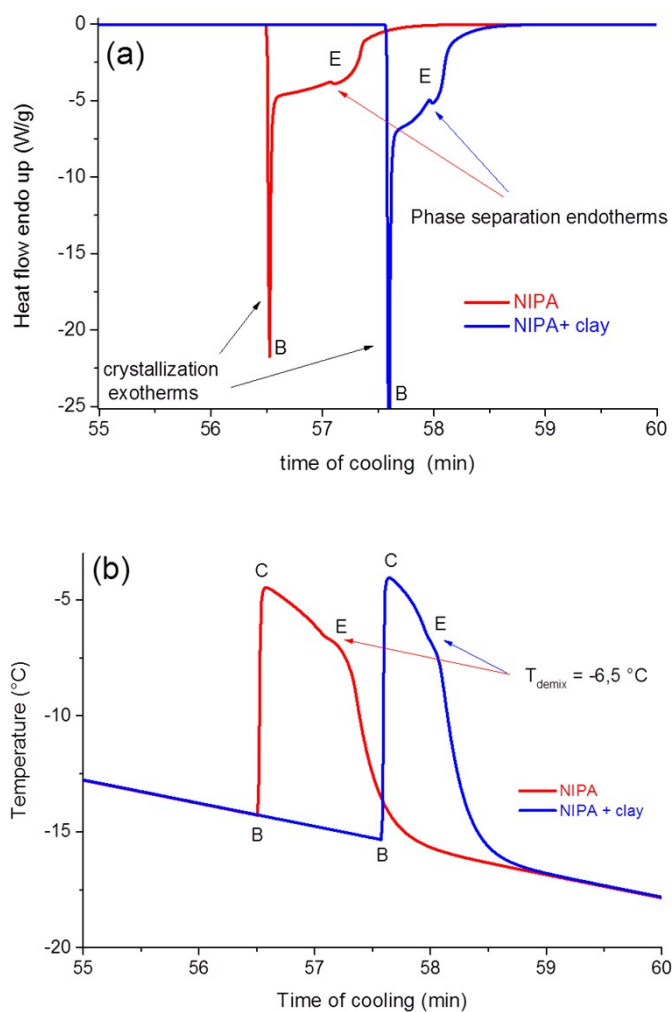 (a)
Heat flow endo up (W/g)
0
-5
-10
-15
-20
-25
E
E
Phase separation endotherms
NIPA
NIPA+ clay
B
crystallization
exotherms
B
55
56
57
58
59
60
time of cooling (min)
(b)
Temperature (°C)
-5
-10
-15
-20
C
C
E
E
Tdemix = -6,5 °C
NIPA
NIPA + clay
B
B
55
56
57
58
59
60
Time of cooling (min)